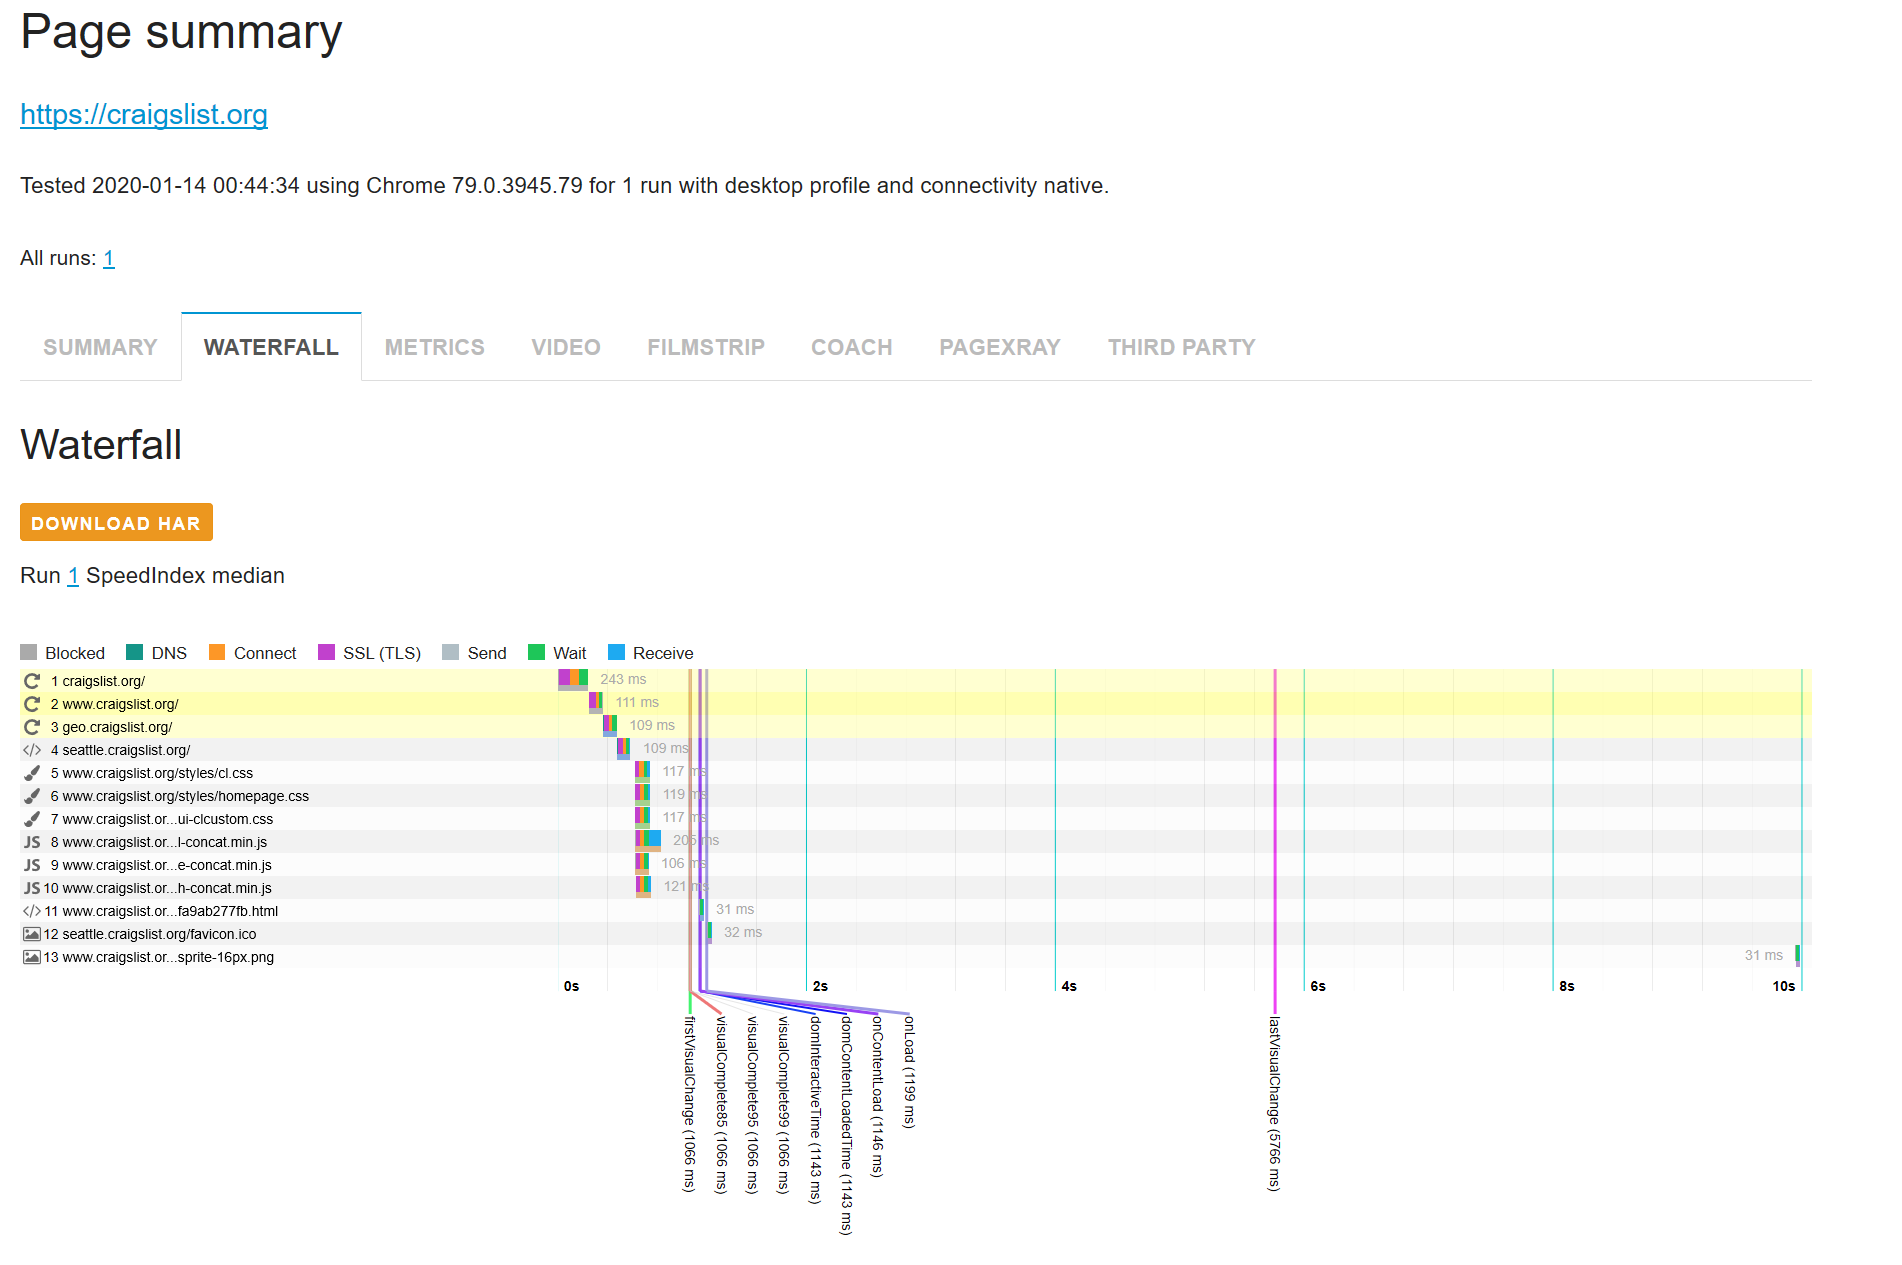 Page summary
https://craigslist.org
Tested 2020-01-14 00:44:34 using Chrome 79.0.3945.79 for 1 run with desktop profile and connectivity native.
All runs: 1
SUMMARY WATERFALL METRICS VIDEO FILMSTRIP COACH PAGEXRAY THIRD PARTY
Waterfall
DOWNLOAD HAR
Run 1 SpeedIndex median
Blocked DNS Connect SSL (TLS) Send Wait Receive
1 craigslist.org/ 243 ms
2 www.craigslist.org/ 111 ms
3 geo.craigslist.org/ 109 ms
</> 4 seattle.craigslist.org/ 109 ms
5 www.craigslist.org/styles/cl.css 117 ms
6 www.craigslist.org/styles/homepage.css 119 ms
7 www.craigslist.or...ui-clcustom.css 117 ms
JS 8 www.craigslist.or...l-concat.min.js 205 ms
JS 9 www.craigslist.or...e-concat.min.js 106 ms
JS 10 www.craigslist.or...h-concat.min.js 121 ms
</> 11 www.craigslist.or...fa9ab277fb.html 31 ms
12 seattle.craigslist.org/favicon.ico 32 ms
13 www.craigslist.or...sprite-16px.png 31 ms
0s 2s 4s 6s 8s 10s
firstVisualChange (1066 ms)
visualComplete85 (1066 ms)
visualComplete95 (1066 ms)
visualComplete99 (1066 ms)
domInteractiveTime (1143 ms)
domContentLoadedTime (1143 ms)
onContentLoad (1146 ms)
onLoad (1199 ms)
lastVisualChange (5766 ms)